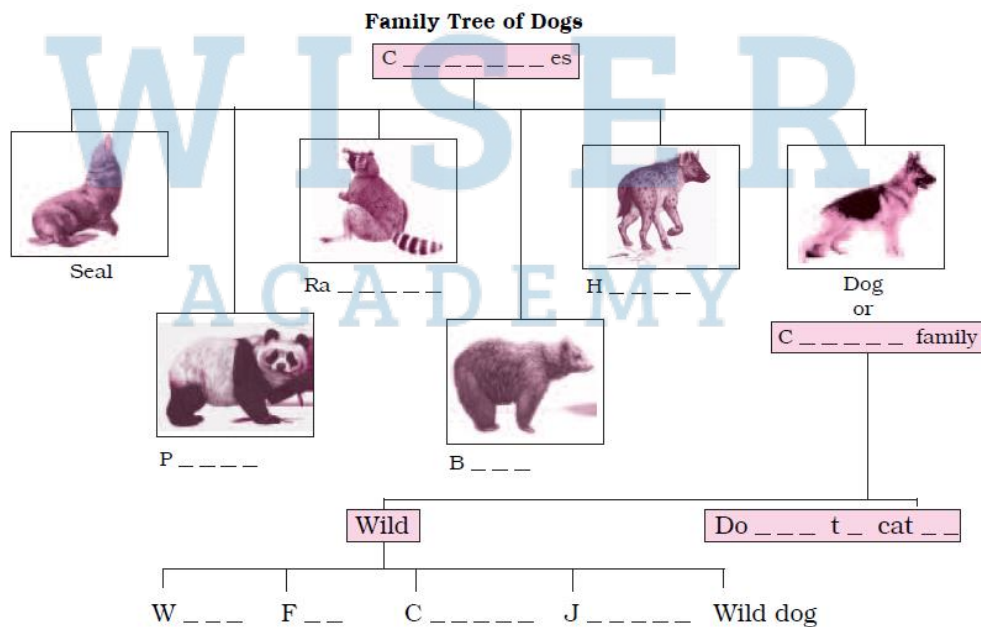 Family Tree of Dogs
C _ _ _ _ _ _ _ _ es
WISER
Seal
Ra _ _ _ _ _ _
H _ _ _ _ _
Dog
or
C _ _ _ _ _ family
ACADEMY
P _ _ _ _
B _ _ _
Wild
Do _ _ _ t _ cat _ _
W _ _ _ F _ _ C _ _ _ _ _ J _ _ _ _ _ Wild dog